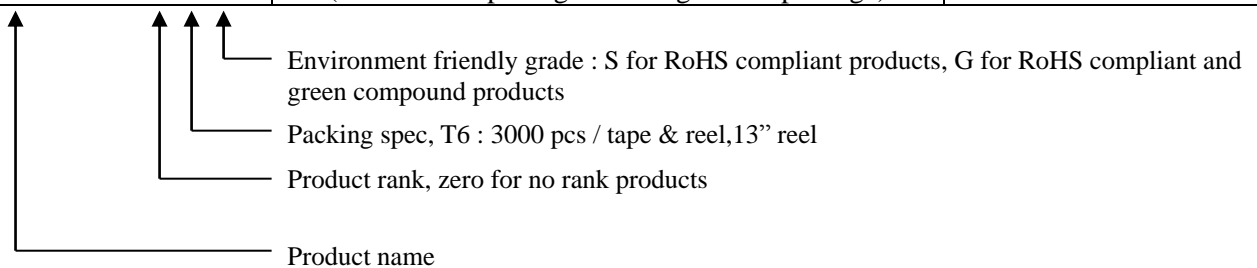 Environment friendly grade : S for RoHS compliant products, G for RoHS compliant and
green compound products
Packing spec, T6 : 3000 pcs / tape & reel,13” reel
Product rank, zero for no rank products
Product name